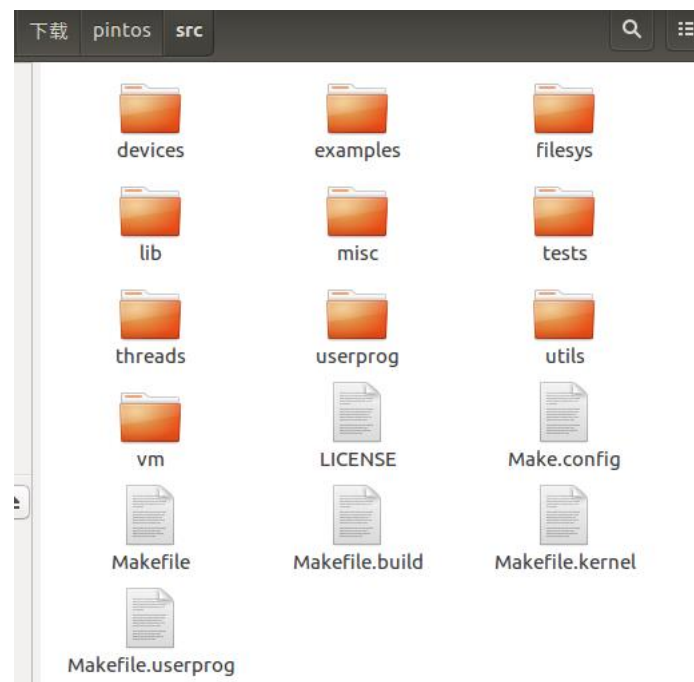 下载 pintos src
devices examples filesys
lib misc tests
threads userprog utils
vm LICENSE Make.config
Makefile Makefile.build Makefile.kernel
Makefile.userprog